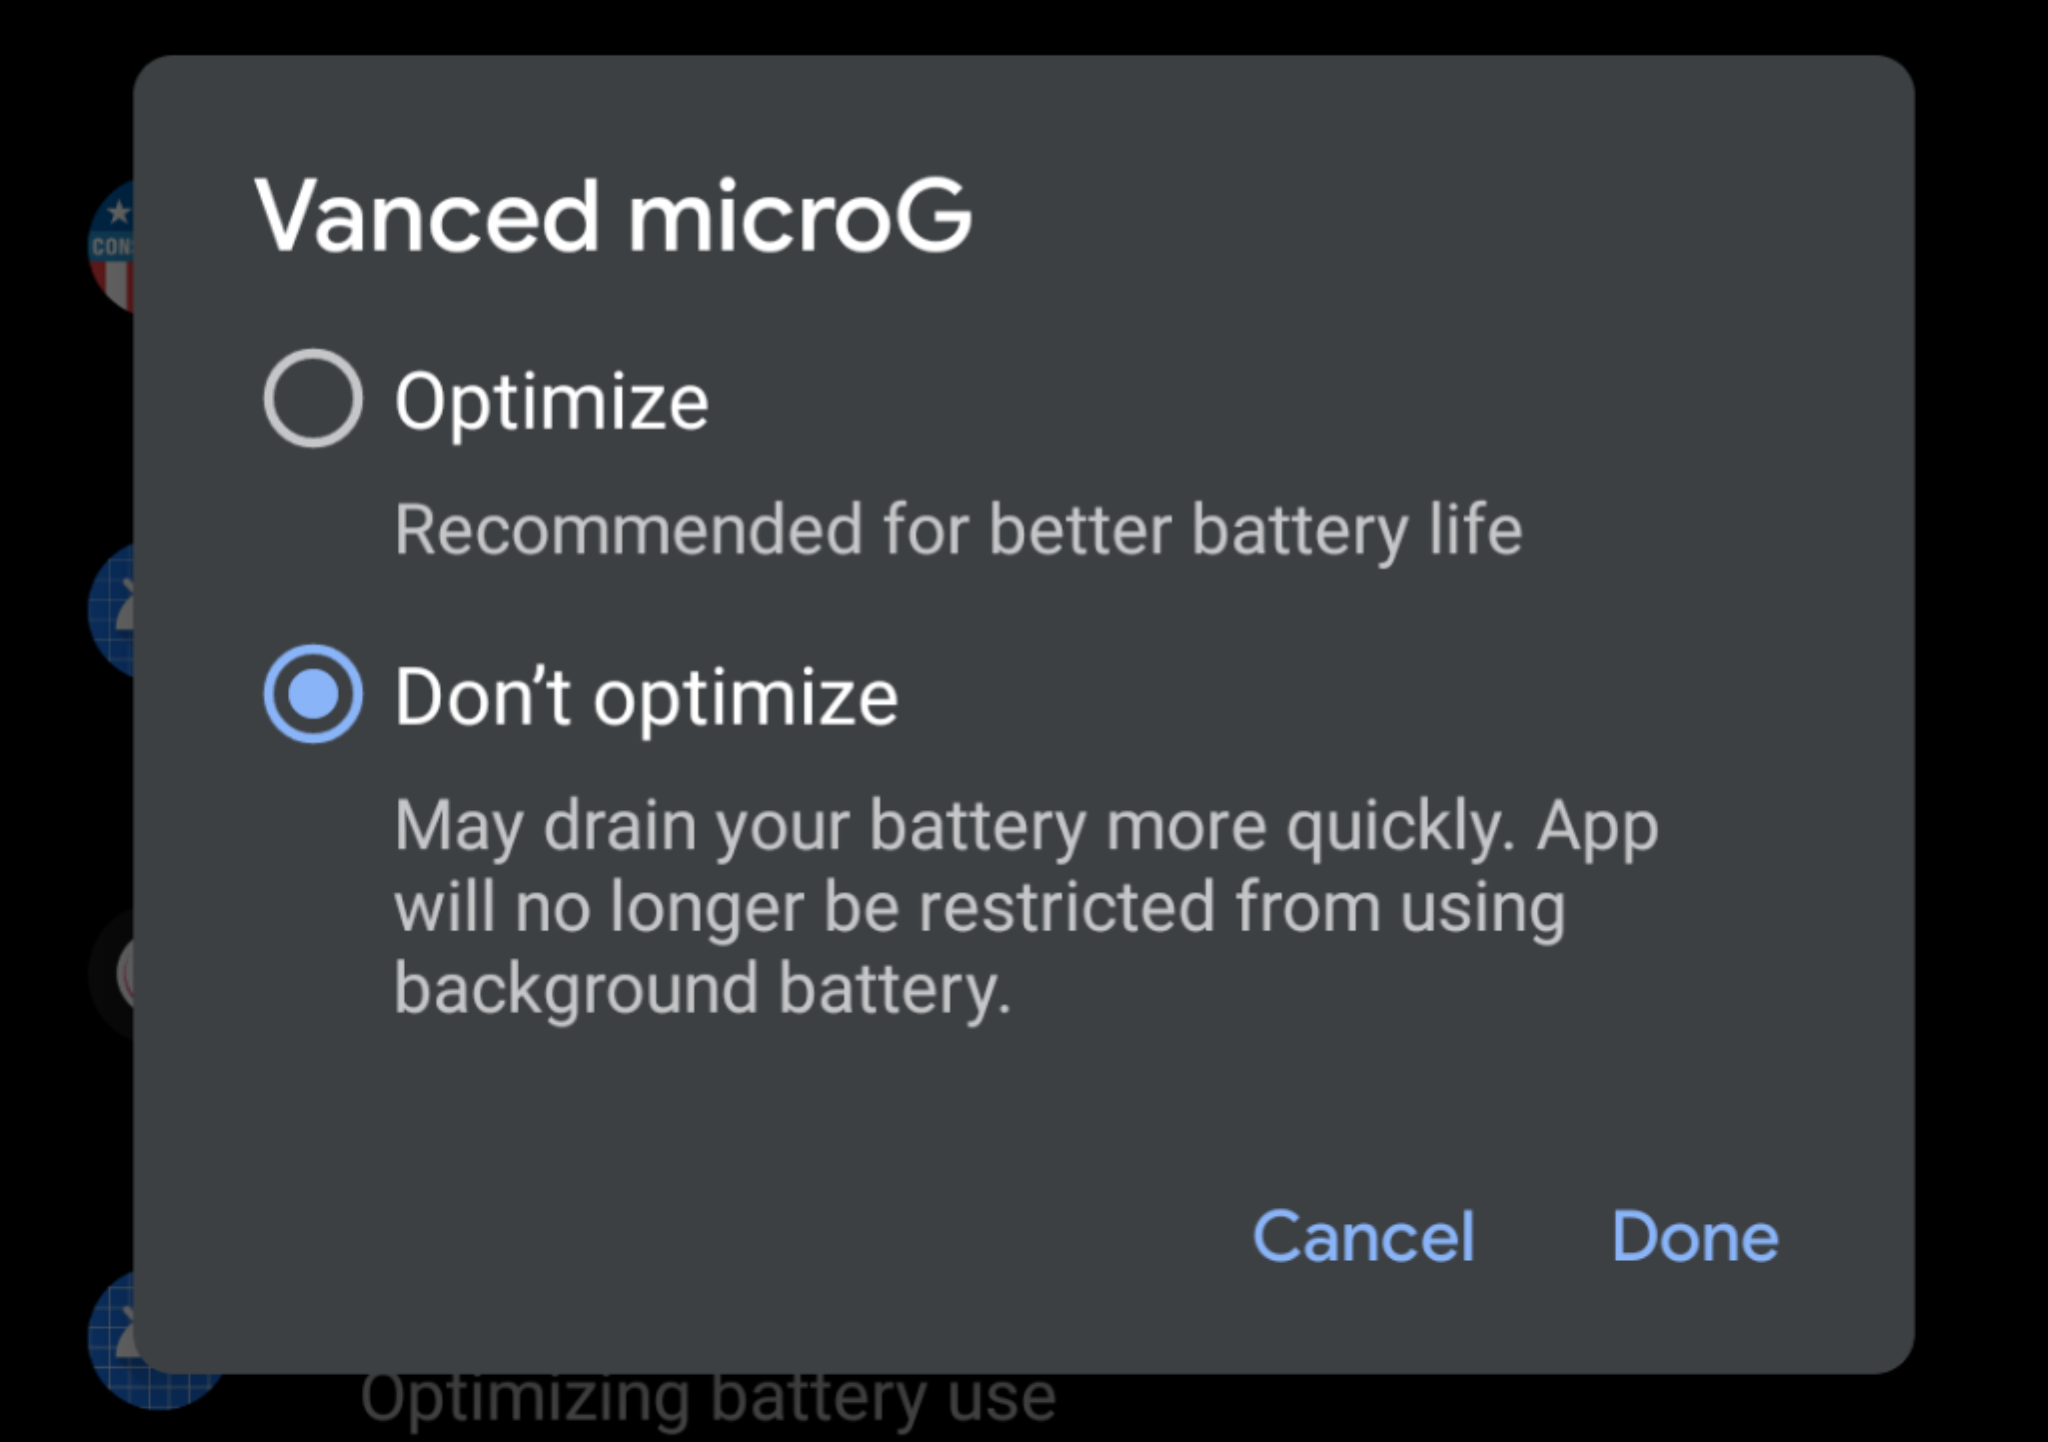 Vanced microG
CON
Optimize
Recommended for better battery life
Don’t optimize
May drain your battery more quickly. App
will no longer be restricted from using
background battery.
Cancel Done
Optimizing battery use